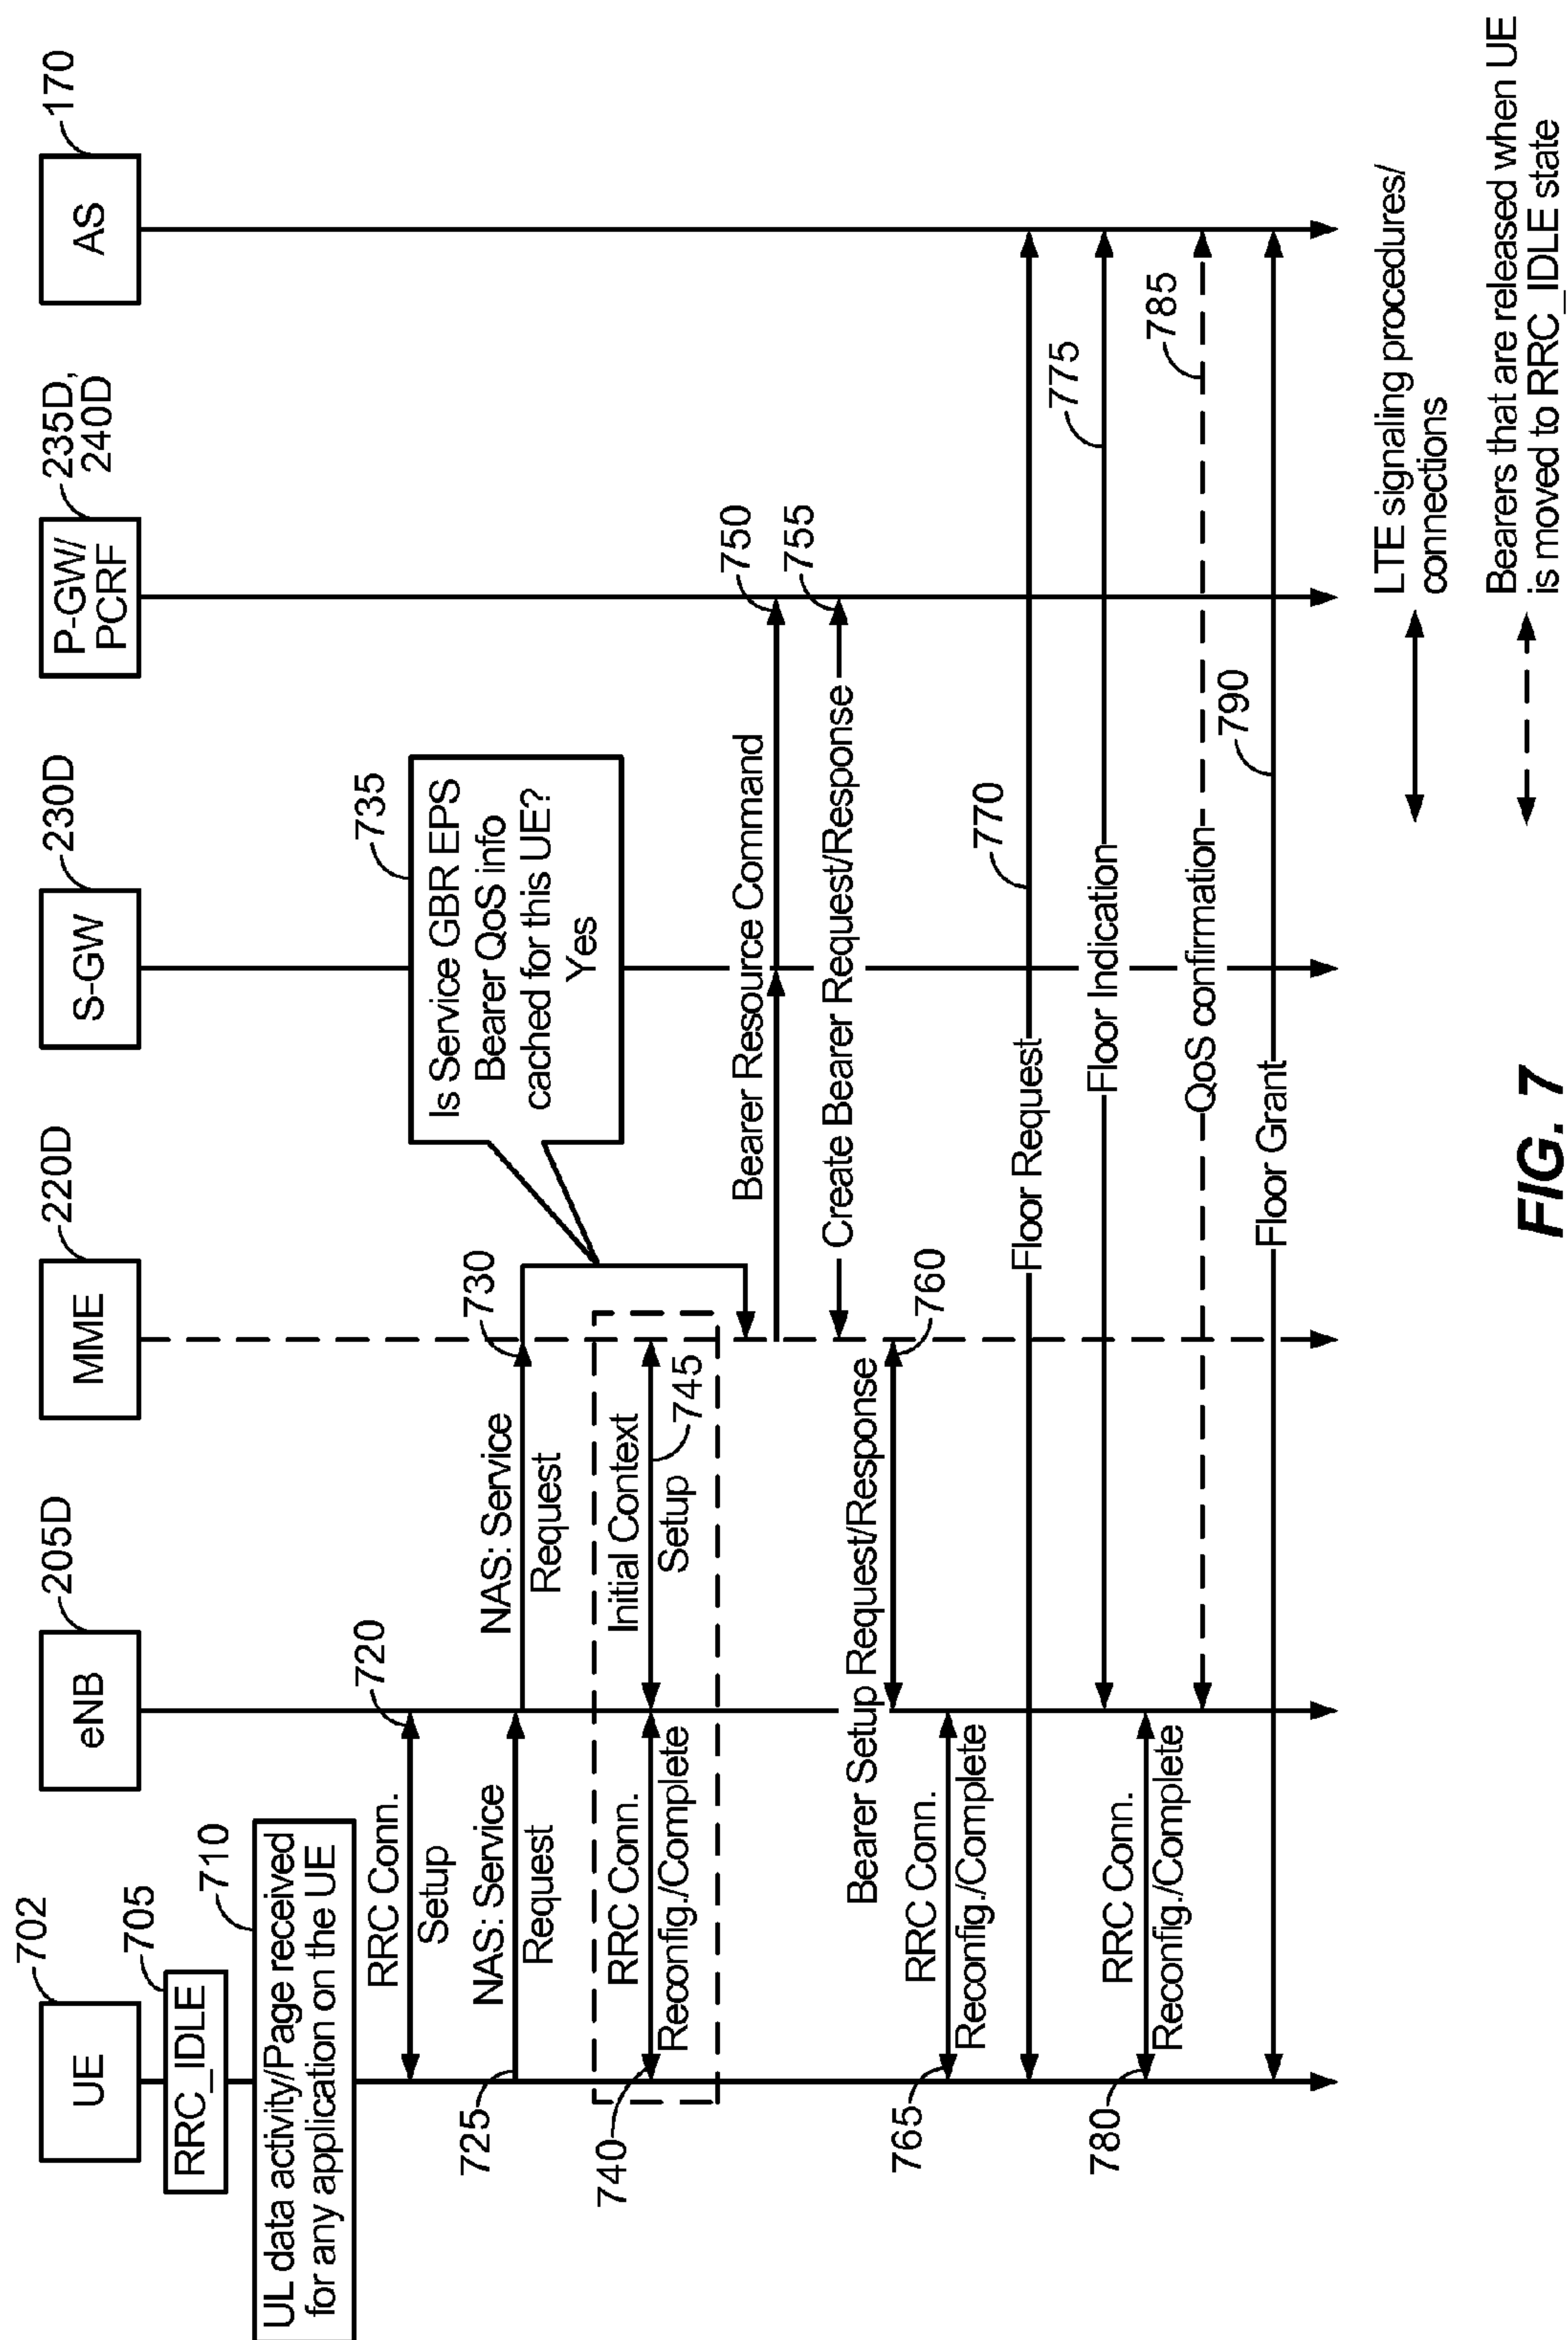 702
UE
205D
eNB
220D
MME
230D
S-GW
235D,
240D
P-GW/
PCRF
170
AS
705
RRC_IDLE
710
UL data activity/Page received
for any application on the UE
720
RRC Conn.
Setup
725
NAS: Service
Request
730
NAS: Service
Request
735
Is Service GBR EPS
Bearer QoS info
cached for this UE?
Yes
740
RRC Conn.
Reconfig./Complete
Initial Context
Setup
745
Bearer Resource Command
750
Create Bearer Request/Response
755
Bearer Setup Request/Response
760
765
RRC Conn.
Reconfig./Complete
Floor Request
770
Floor Indication
775
780
RRC Conn.
Reconfig./Complete
QoS confirmation
785
Floor Grant
790
LTE signaling procedures/
connections
Bearers that are released when UE
is moved to RRC_IDLE state
FIG. 7